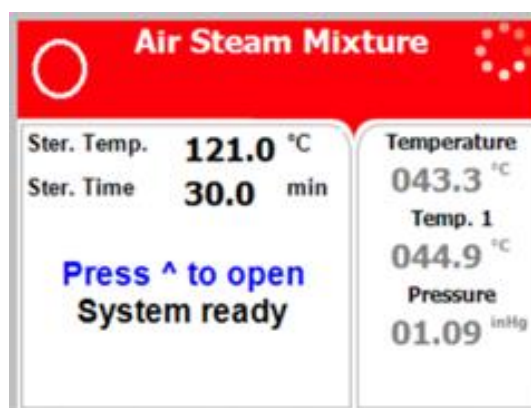 Air Steam Mixture
Ster. Temp. 121.0 °C
Ster. Time 30.0 min
Press ^ to open
System ready
Temperature
043.3 °C
Temp. 1
044.9 °C
Pressure
01.09 inHg